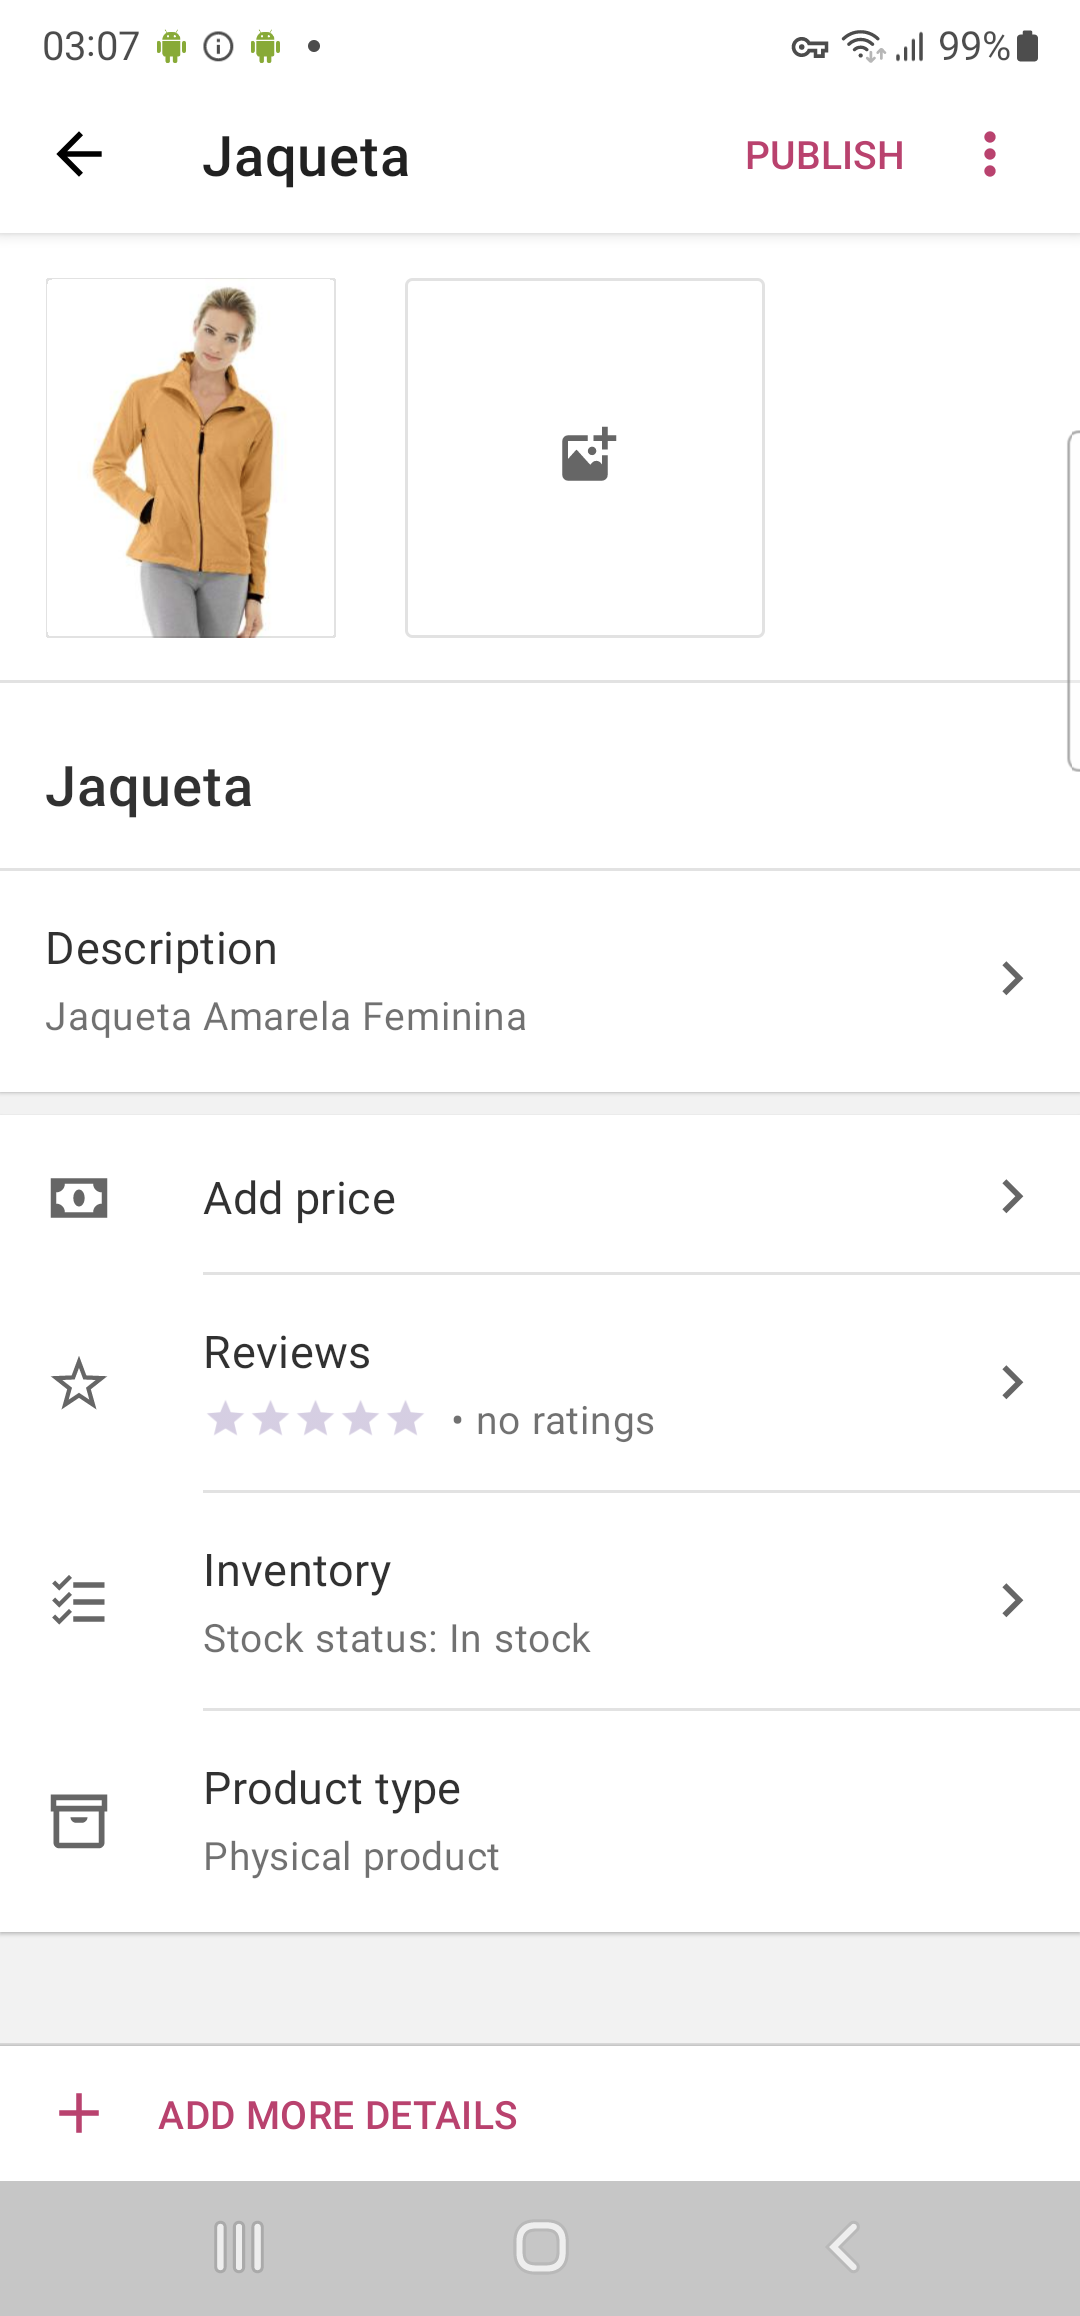 03:07
99%
Jaqueta
PUBLISH
Jaqueta
Description
Jaqueta Amarela Feminina
Add price
Reviews
• no ratings
Inventory
Stock status: In stock
Product type
Physical product
ADD MORE DETAILS